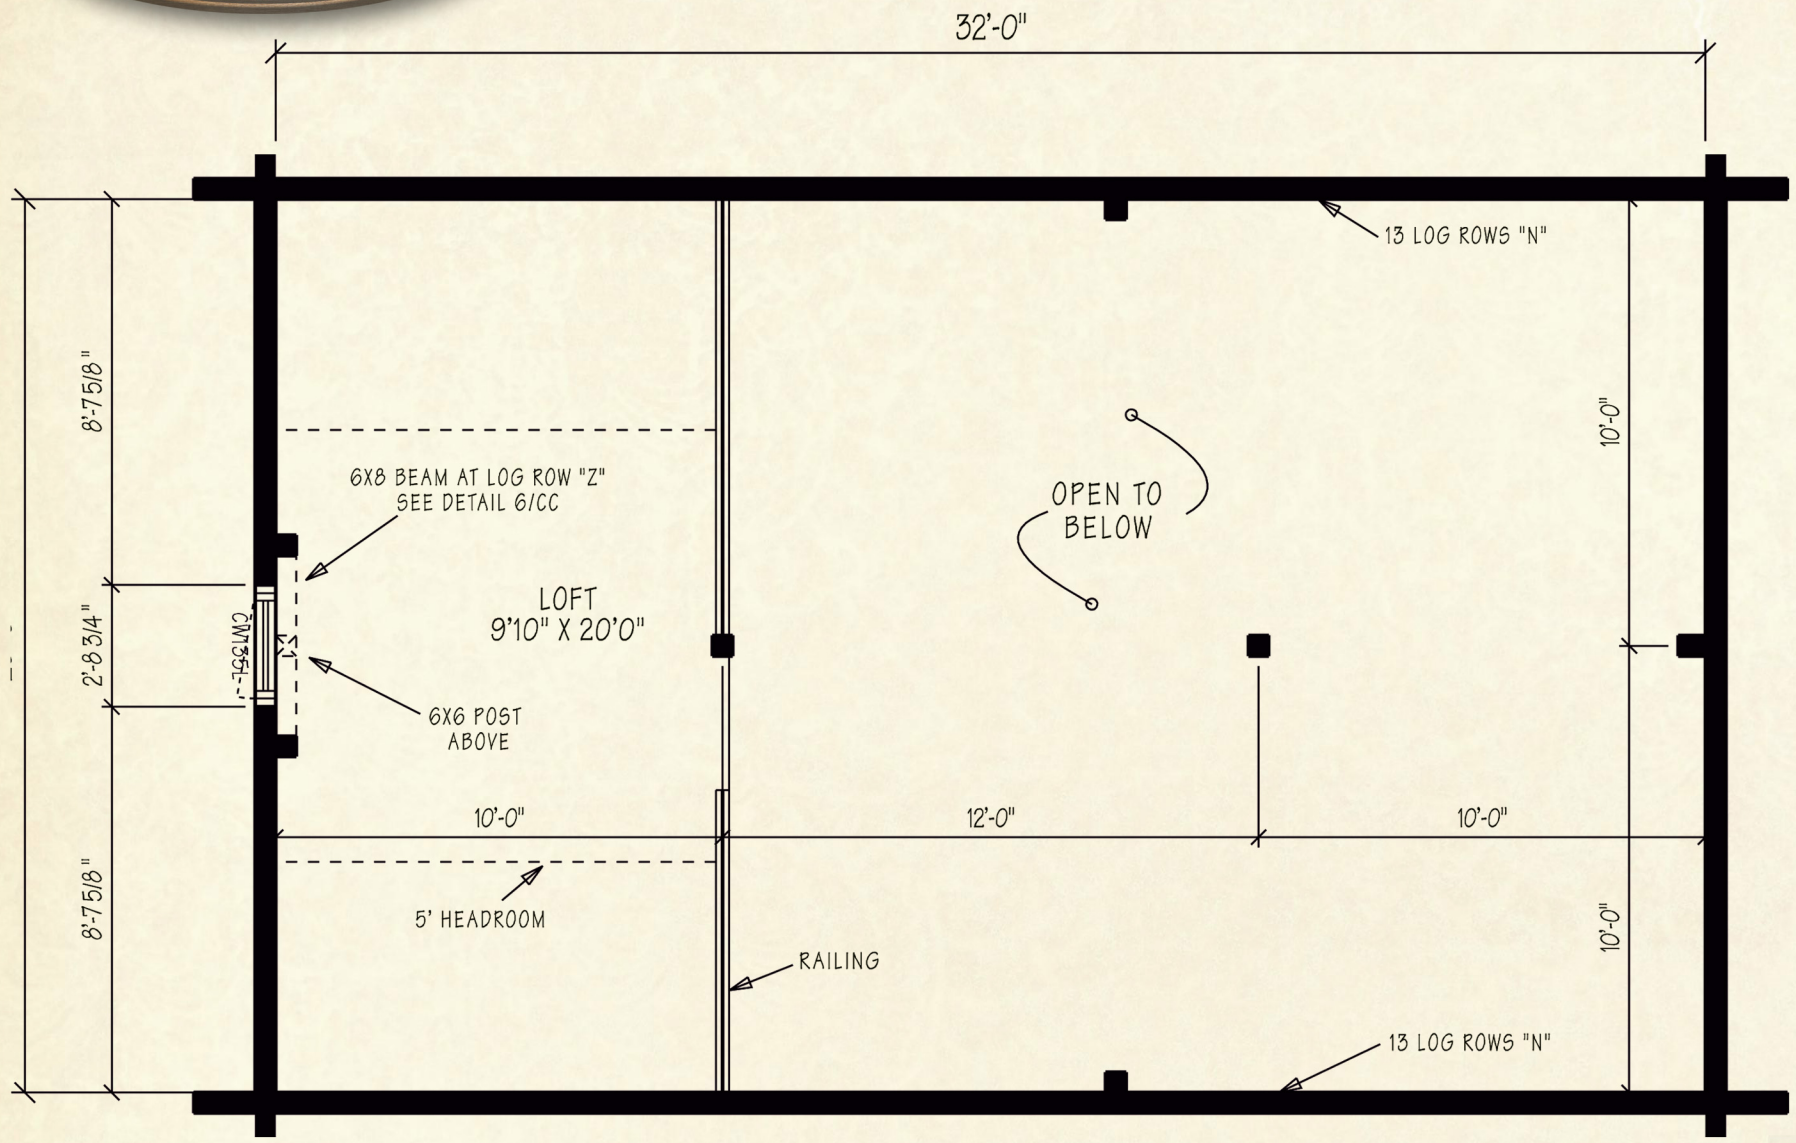 32'-0"
13 LOG ROWS "N"
8'-7 5/8"
10'-0"
6X8 BEAM AT LOG ROW "Z"
SEE DETAIL 6/CC
OPEN TO
BELOW
LOFT
9'10" X 20'0"
2'-8 3/4"
CW135L
6X6 POST
ABOVE
10'-0"
12'-0"
10'-0"
8'-7 5/8"
5' HEADROOM
10'-0"
RAILING
13 LOG ROWS "N"